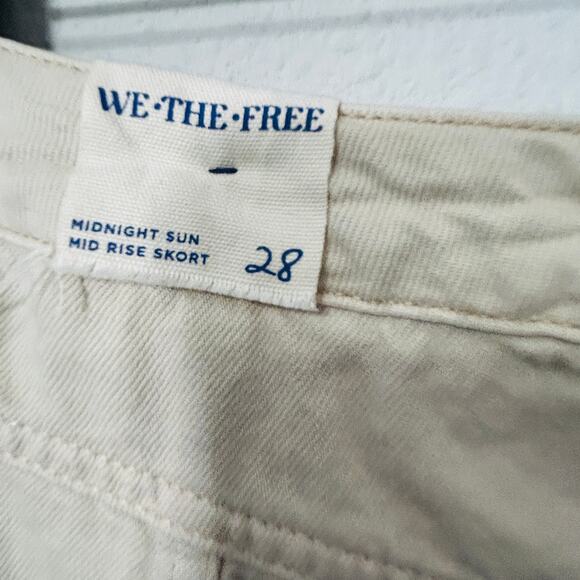 WE·THE·FREE
-
MIDNIGHT SUN
MID RISE SKORT
28